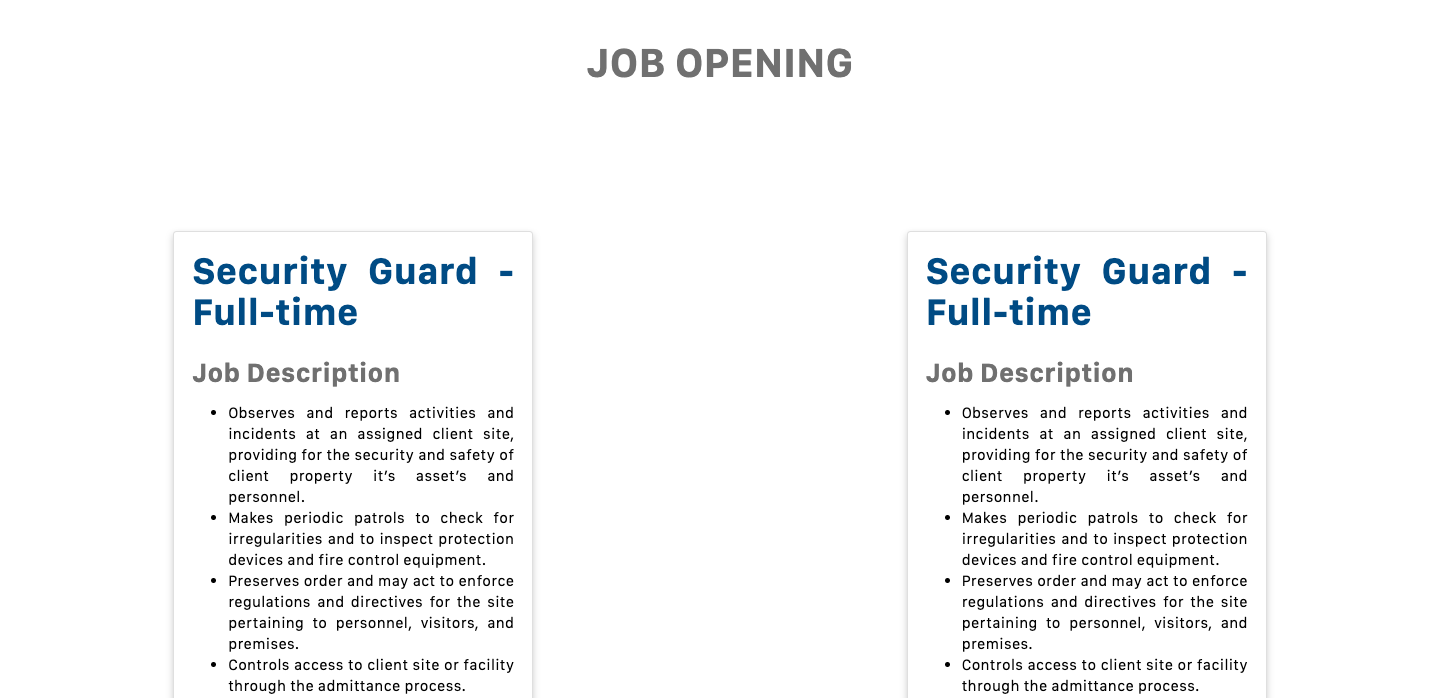 JOB OPENING
Security Guard -
Full-time
Job Description
• Observes and reports activities and
incidents at an assigned client site,
providing for the security and safety of
client property it’s asset’s and
personnel.
• Makes periodic patrols to check for
irregularities and to inspect protection
devices and fire control equipment.
• Preserves order and may act to enforce
regulations and directives for the site
pertaining to personnel, visitors, and
premises.
• Controls access to client site or facility
through the admittance process.
Security Guard -
Full-time
Job Description
• Observes and reports activities and
incidents at an assigned client site,
providing for the security and safety of
client property it’s asset’s and
personnel.
• Makes periodic patrols to check for
irregularities and to inspect protection
devices and fire control equipment.
• Preserves order and may act to enforce
regulations and directives for the site
pertaining to personnel, visitors, and
premises.
• Controls access to client site or facility
through the admittance process.